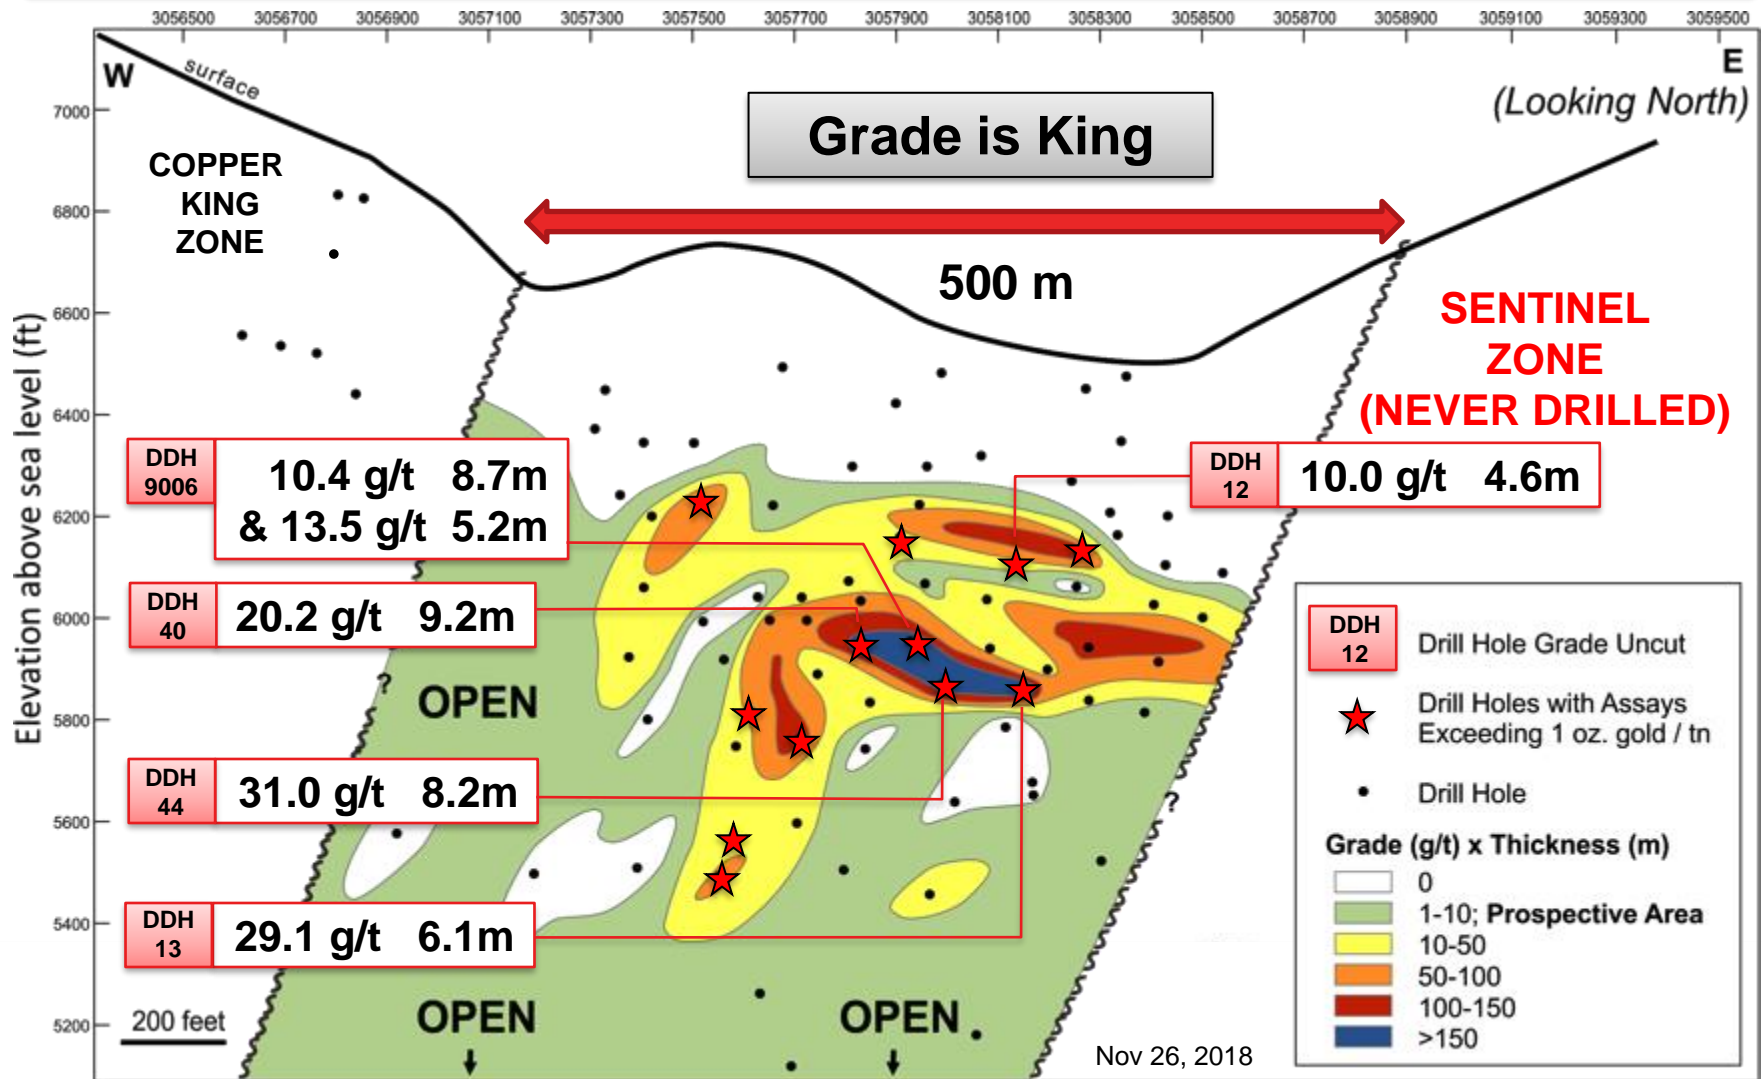 3056500 3056700 3056900 3057100 3057300 3057500 3057700 3057900 3058100 3058300 3058500 3058700 3058900 3059100 3059300 3059500
W
surface
E
(Looking North)
7000
6800
6600
6400
6200
6000
5800
5600
5400
5200
Elevation above sea level (ft)
Grade is King
COPPER
KING
ZONE
500 m
SENTINEL
ZONE
(NEVER DRILLED)
DDH
9006
10.4 g/t 8.7m
& 13.5 g/t 5.2m
DDH
12
10.0 g/t 4.6m
DDH
40
20.2 g/t 9.2m
?
OPEN
DDH
44
31.0 g/t 8.2m
?
DDH
13
29.1 g/t 6.1m
OPEN
OPEN
200 feet
Nov 26, 2018
DDH
12
Drill Hole Grade Uncut
Drill Holes with Assays
Exceeding 1 oz. gold / tn
Drill Hole
Grade (g/t) x Thickness (m)
0
1-10; Prospective Area
10-50
50-100
100-150
>150